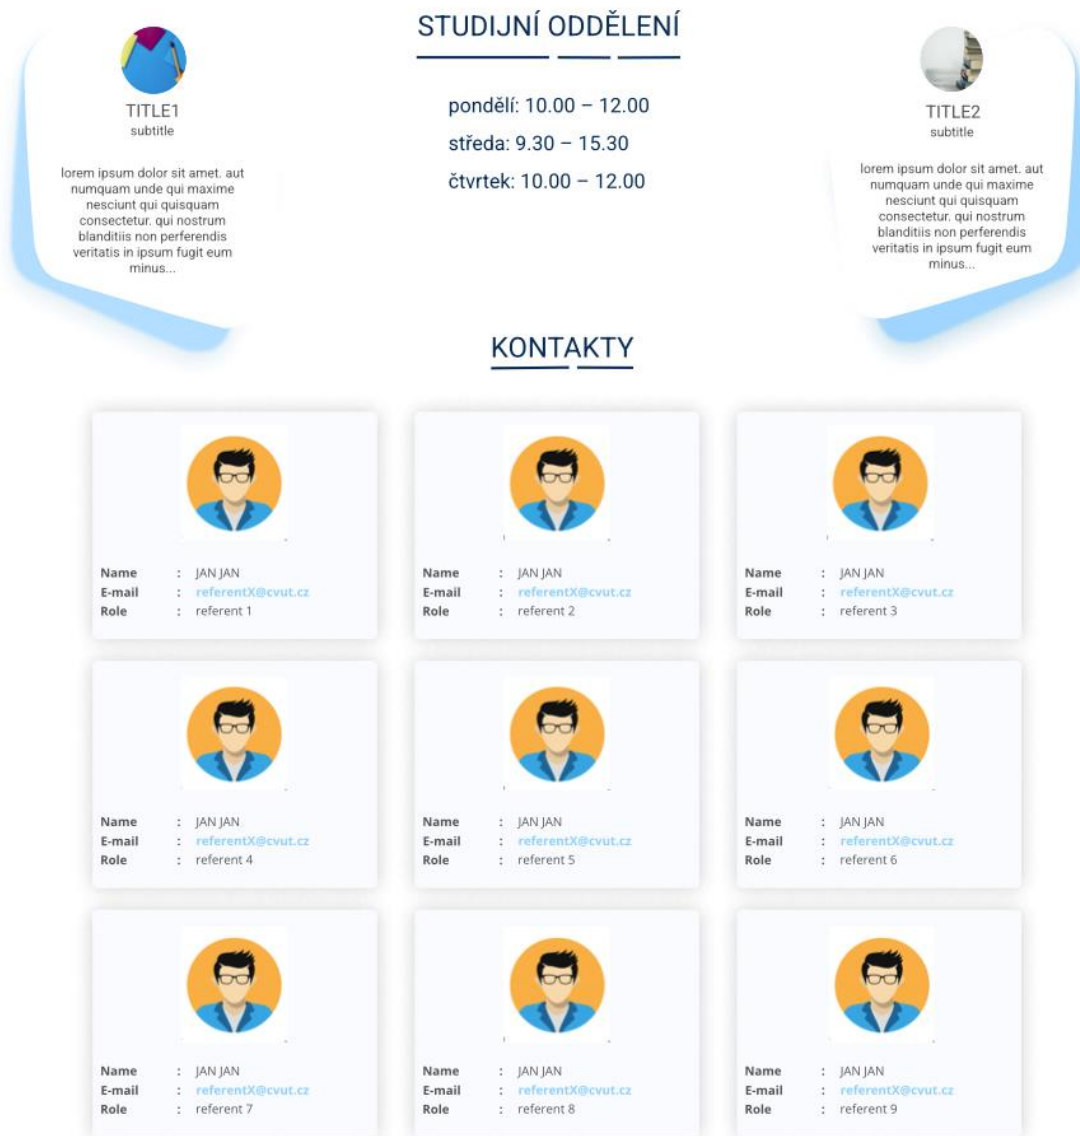 STUDIJNÍ ODDĚLENÍ
TITLE1
subtitle
lorem ipsum dolor sit amet. aut
numquam unde qui maxime
nesciunt qui quisquam
consectetur. qui nostrum
blanditiis non perferendis
veritatis in ipsum fugit eum
minus...
pondělí: 10.00 – 12.00
středa: 9.30 – 15.30
čtvrtek: 10.00 – 12.00
TITLE2
subtitle
lorem ipsum dolor sit amet. aut
numquam unde qui maxime
nesciunt qui quisquam
consectetur. qui nostrum
blanditiis non perferendis
veritatis in ipsum fugit eum
minus...
KONTAKTY
Name : JAN JAN
E-mail : referentX@cvut.cz
Role : referent 1
Name : JAN JAN
E-mail : referentX@cvut.cz
Role : referent 2
Name : JAN JAN
E-mail : referentX@cvut.cz
Role : referent 3
Name : JAN JAN
E-mail : referentX@cvut.cz
Role : referent 4
Name : JAN JAN
E-mail : referentX@cvut.cz
Role : referent 5
Name : JAN JAN
E-mail : referentX@cvut.cz
Role : referent 6
Name : JAN JAN
E-mail : referentX@cvut.cz
Role : referent 7
Name : JAN JAN
E-mail : referentX@cvut.cz
Role : referent 8
Name : JAN JAN
E-mail : referentX@cvut.cz
Role : referent 9